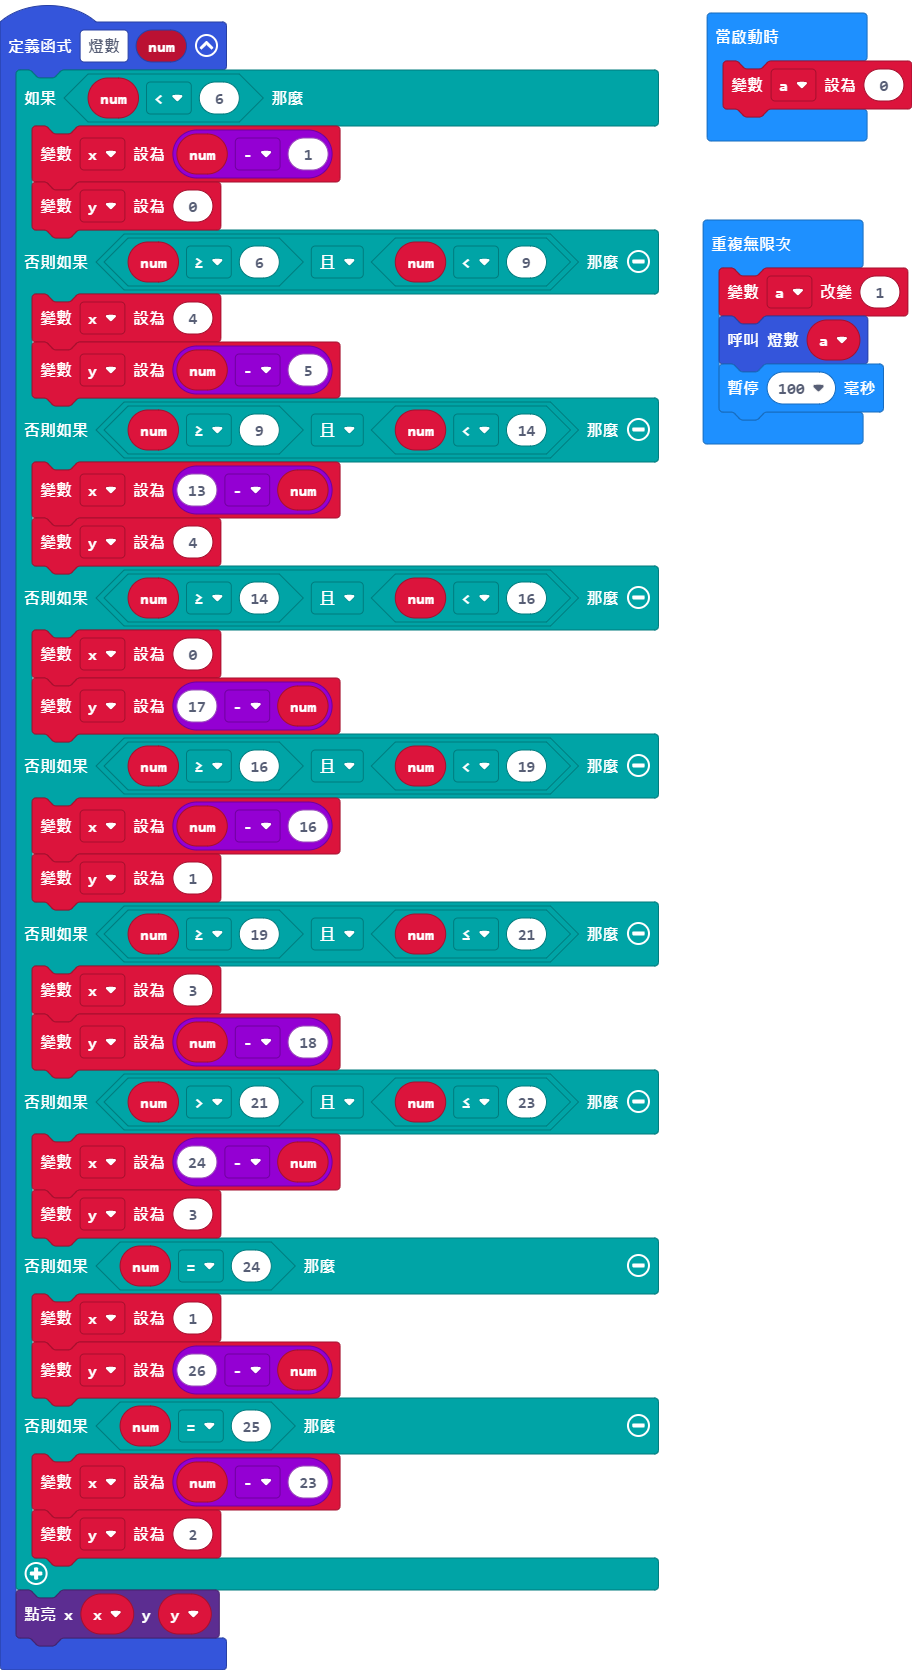 定義函式 燈數 num
如果 num < 6 那麼
變數 x 設為 num - 1
變數 y 設為 0
否則如果 num ≥ 6 且 num < 9 那麼
變數 x 設為 4
變數 y 設為 num - 5
否則如果 num ≥ 9 且 num < 14 那麼
變數 x 設為 13 - num
變數 y 設為 4
否則如果 num ≥ 14 且 num < 16 那麼
變數 x 設為 0
變數 y 設為 17 - num
否則如果 num ≥ 16 且 num < 19 那麼
變數 x 設為 num - 16
變數 y 設為 1
否則如果 num ≥ 19 且 num ≤ 21 那麼
變數 x 設為 3
變數 y 設為 num - 18
否則如果 num > 21 且 num ≤ 23 那麼
變數 x 設為 24 - num
變數 y 設為 3
否則如果 num = 24 那麼
變數 x 設為 1
變數 y 設為 26 - num
否則如果 num = 25 那麼
變數 x 設為 num - 23
變數 y 設為 2
點亮 x x y y
當啟動時
變數 a 設為 0
重複無限次
變數 a 改變 1
呼叫 燈數 a
暫停 100 毫秒